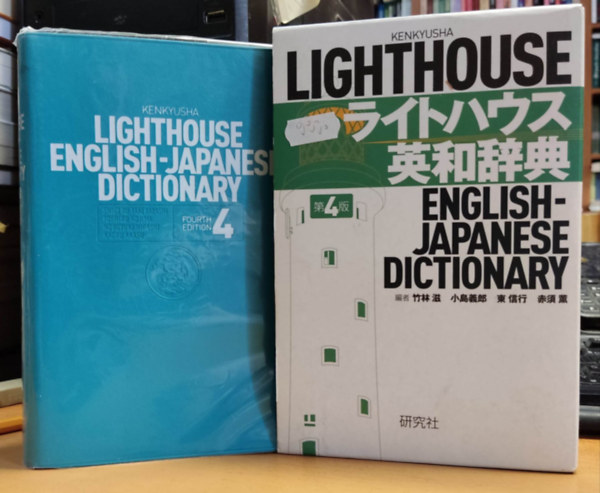 KENKYUSHA
LIGHTHOUSE
ENGLISH-JAPANESE
DICTIONARY
FOURTH
EDITION 4
KENKYUSHA
LIGHTHOUSE
ライトハウス
英和辞典
第4版
ENGLISH-
JAPANESE
DICTIONARY
編者 竹林 滋 小島義郎 東 信行 赤須 薫
研究社